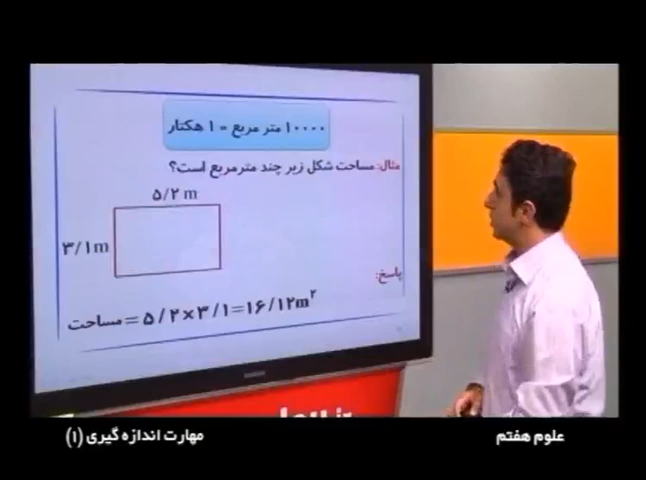 ۱۰۰۰۰ متر مربع = ۱ هکتار
مثال: مساحت شکل زیر چند مترمربع است؟
۵/۲ m
۳/۱m
پاسخ:
مساحت = ۵/۲×۳/۱=۱۶/۱۲m²
علوم هفتم
مهارت اندازه گیری (۱)